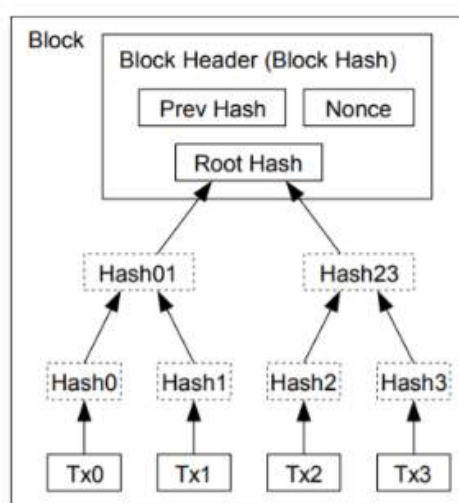 Block
Block Header (Block Hash)
Prev Hash Nonce
Root Hash
Hash01 Hash23
Hash0 Hash1 Hash2 Hash3
Tx0 Tx1 Tx2 Tx3